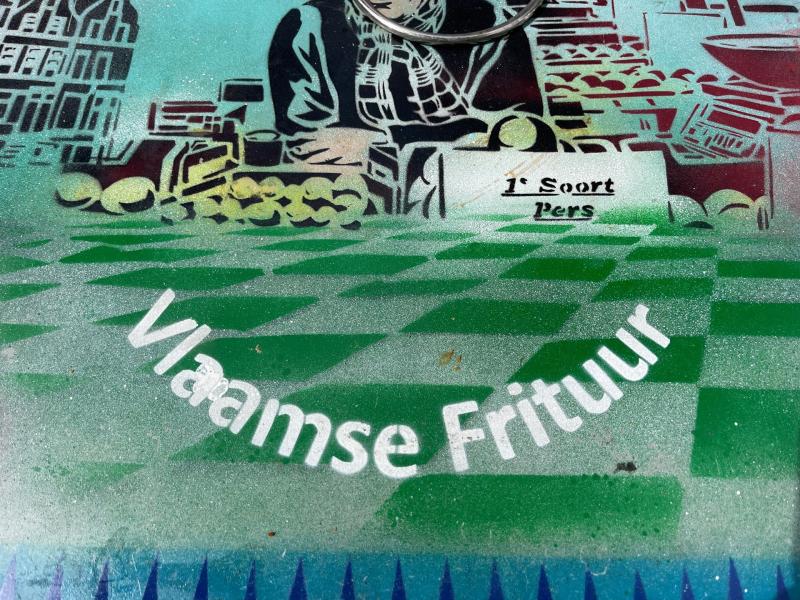 1e Soort
Pers
Vlaamse Frituur